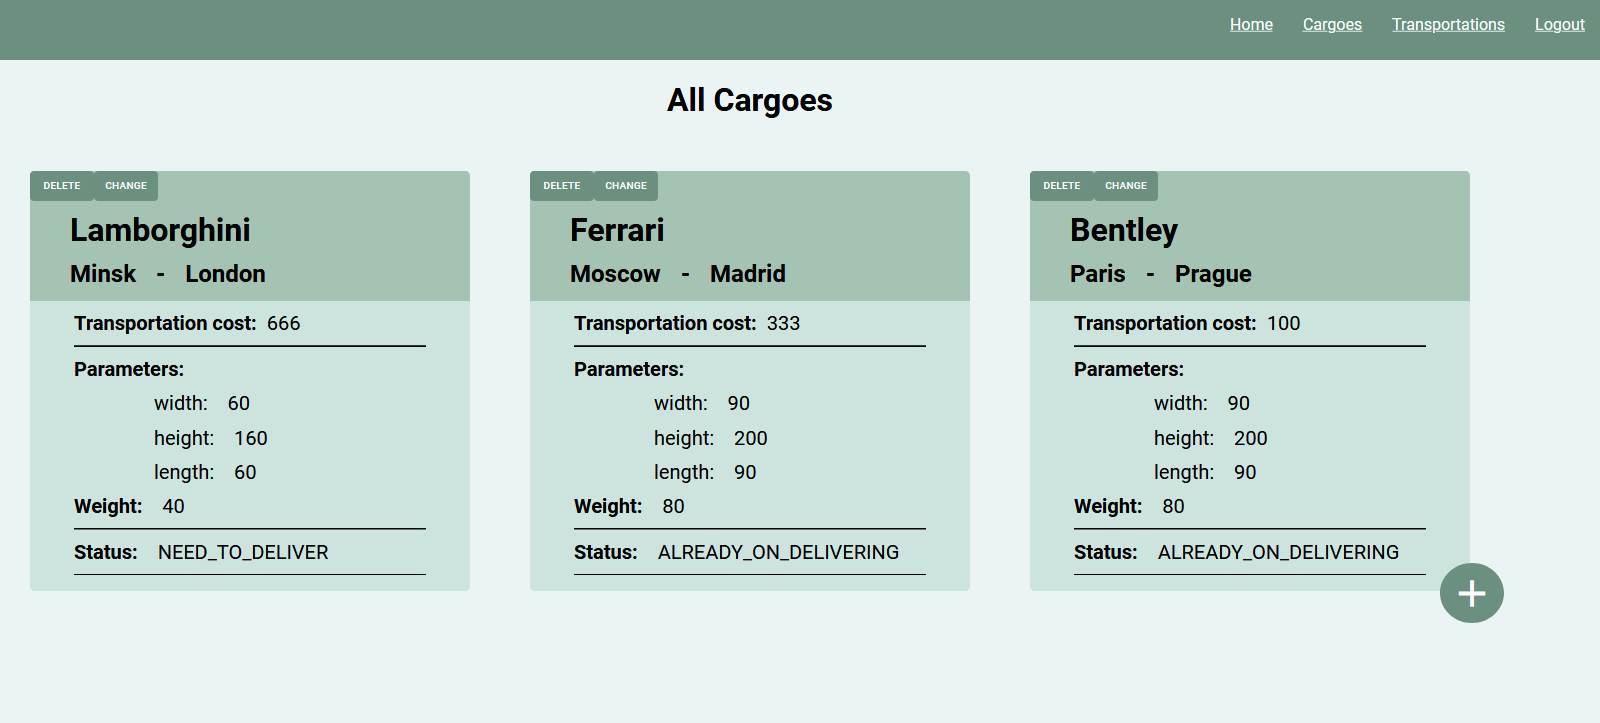 Home Cargoes Transportations Logout
All Cargoes
DELETE CHANGE
Lamborghini
Minsk - London
Transportation cost: 666
Parameters:
width: 60
height: 160
length: 60
Weight: 40
Status: NEED_TO_DELIVER
DELETE CHANGE
Ferrari
Moscow - Madrid
Transportation cost: 333
Parameters:
width: 90
height: 200
length: 90
Weight: 80
Status: ALREADY_ON_DELIVERING
DELETE CHANGE
Bentley
Paris - Prague
Transportation cost: 100
Parameters:
width: 90
height: 200
length: 90
Weight: 80
Status: ALREADY_ON_DELIVERING
+